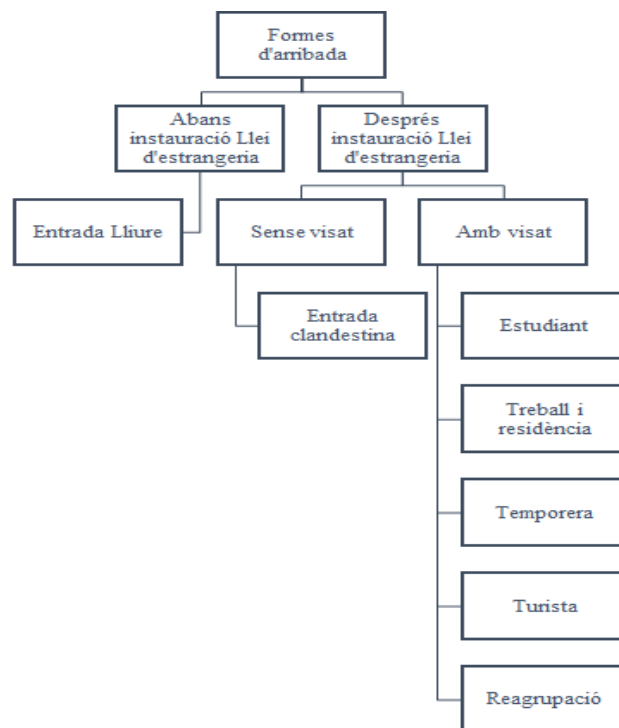 Formes
d'arribada
Abans
instauració Llei
d'estrangeria
Després
instauració Llei
d'estrangeria
Entrada Lliure
Sense visat
Amb visat
Entrada
clandestina
Estudiant
Treball i
residència
Temporera
Turista
Reagrupació